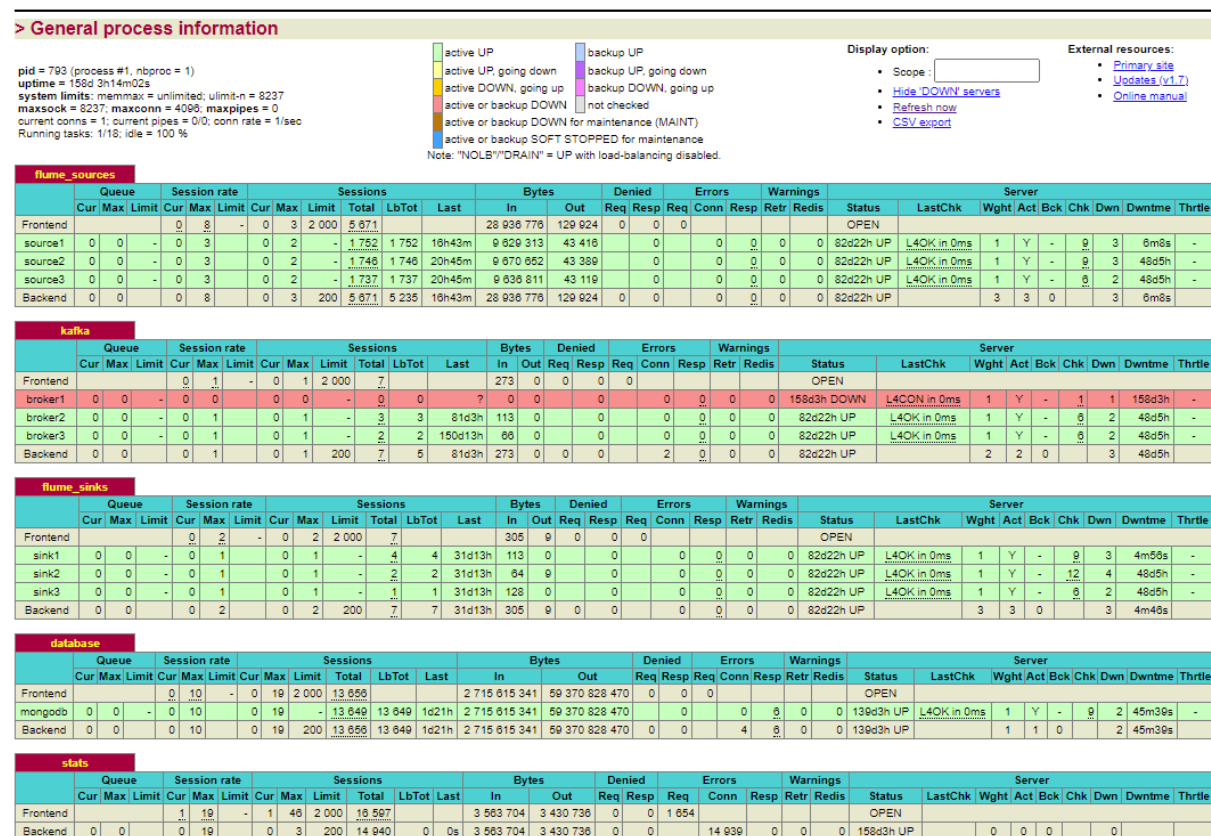 > General process information
pid = 793 (process #1, nbproc = 1)
uptime = 158d 3h14m02s
system limits: memmax = unlimited; ulimit-n = 8237
maxsock = 8237; maxconn = 4096; maxpipes = 0
current conns = 1; current pipes = 0/0; conn rate = 1/sec
Running tasks: 1/18; idle = 100 %
active UP backup UP
active UP, going down backup UP, going down
active DOWN, going up backup DOWN, going up
active or backup DOWN not checked
active or backup DOWN for maintenance (MAINT)
active or backup SOFT STOPPED for maintenance
Note: "NOLB"/"DRAIN" = UP with load-balancing disabled.
Display option:
• Scope :
• Hide 'DOWN' servers
• Refresh now
• CSV export
External resources:
• Primary site
• Updates (v1.7)
• Online manual
flume_sources
Queue Session rate Sessions Bytes Denied Errors Warnings Server
Cur Max Limit Cur Max Limit Cur Max Limit Total LbTot Last In Out Req Resp Req Conn Resp Retr Redis Status LastChk Wght Act Bck Chk Dwn Dwntme Thrtle
Frontend 0 8 - 0 3 2 000 5 671 28 936 776 129 924 0 0 0 OPEN
source1 0 0 - 0 3 0 2 - 1 752 1 752 16h43m 9 629 313 43 416 0 0 0 0 0 82d22h UP L4OK in 0ms 1 Y - 9 3 6m8s -
source2 0 0 - 0 3 0 2 - 1 746 1 746 20h45m 9 670 652 43 389 0 0 0 0 0 82d22h UP L4OK in 0ms 1 Y - 9 3 48d5h -
source3 0 0 - 0 3 0 2 - 1 737 1 737 20h45m 9 636 811 43 119 0 0 0 0 0 82d22h UP L4OK in 0ms 1 Y - 6 2 48d5h -
Backend 0 0 0 8 0 3 200 5 671 5 235 16h43m 28 936 776 129 924 0 0 0 0 0 0 82d22h UP 3 3 0 3 6m8s
kafka
Queue Session rate Sessions Bytes Denied Errors Warnings Server
Cur Max Limit Cur Max Limit Cur Max Limit Total LbTot Last In Out Req Resp Req Conn Resp Retr Redis Status LastChk Wght Act Bck Chk Dwn Dwntme Thrtle
Frontend 0 1 - 0 1 2 000 7 273 0 0 0 0 OPEN
broker1 0 0 - 0 0 0 0 - 0 0 ? 0 0 0 0 0 0 0 158d3h DOWN L4CON in 0ms 1 Y - 1 1 158d3h -
broker2 0 0 - 0 1 0 1 - 3 3 81d3h 113 0 0 0 0 0 0 82d22h UP L4OK in 0ms 1 Y - 6 2 48d5h -
broker3 0 0 - 0 1 0 1 - 2 2 150d13h 66 0 0 0 0 0 0 82d22h UP L4OK in 0ms 1 Y - 6 2 48d5h -
Backend 0 0 0 1 0 1 200 7 5 81d3h 273 0 0 0 2 0 0 0 82d22h UP 2 2 0 3 48d5h
flume_sinks
Queue Session rate Sessions Bytes Denied Errors Warnings Server
Cur Max Limit Cur Max Limit Cur Max Limit Total LbTot Last In Out Req Resp Req Conn Resp Retr Redis Status LastChk Wght Act Bck Chk Dwn Dwntme Thrtle
Frontend 0 2 - 0 2 2 000 7 305 9 0 0 0 OPEN
sink1 0 0 - 0 1 0 1 - 4 4 31d13h 113 0 0 0 0 0 0 82d22h UP L4OK in 0ms 1 Y - 9 3 4m56s -
sink2 0 0 - 0 1 0 1 - 2 2 31d13h 64 9 0 0 0 0 0 82d22h UP L4OK in 0ms 1 Y - 12 4 48d5h -
sink3 0 0 - 0 1 0 1 - 1 1 31d13h 128 0 0 0 0 0 0 82d22h UP L4OK in 0ms 1 Y - 6 2 48d5h -
Backend 0 0 0 2 0 2 200 7 7 31d13h 305 9 0 0 0 0 0 0 82d22h UP 3 3 0 3 4m46s
database
Queue Session rate Sessions Bytes Denied Errors Warnings Server
Cur Max Limit Cur Max Limit Cur Max Limit Total LbTot Last In Out Req Resp Req Conn Resp Retr Redis Status LastChk Wght Act Bck Chk Dwn Dwntme Thrtle
Frontend 0 10 - 0 19 2 000 13 656 2 715 615 341 59 370 828 470 0 0 0 OPEN
mongodb 0 0 - 0 10 0 19 - 13 649 13 649 1d21h 2 715 615 341 59 370 828 470 0 0 6 0 0 139d3h UP L4OK in 0ms 1 Y - 9 2 45m39s -
Backend 0 0 0 10 0 19 200 13 656 13 649 1d21h 2 715 615 341 59 370 828 470 0 0 4 6 0 0 139d3h UP 1 1 0 2 45m39s
stats
Queue Session rate Sessions Bytes Denied Errors Warnings Server
Cur Max Limit Cur Max Limit Cur Max Limit Total LbTot Last In Out Req Resp Req Conn Resp Retr Redis Status LastChk Wght Act Bck Chk Dwn Dwntme Thrtle
Frontend 1 19 - 1 46 2 000 16 597 3 563 704 3 430 736 0 0 1 654 OPEN
Backend 0 0 0 19 0 3 200 14 940 0 0s 3 563 704 3 430 736 0 0 14 939 0 0 0 158d3h UP 0 0 0 0